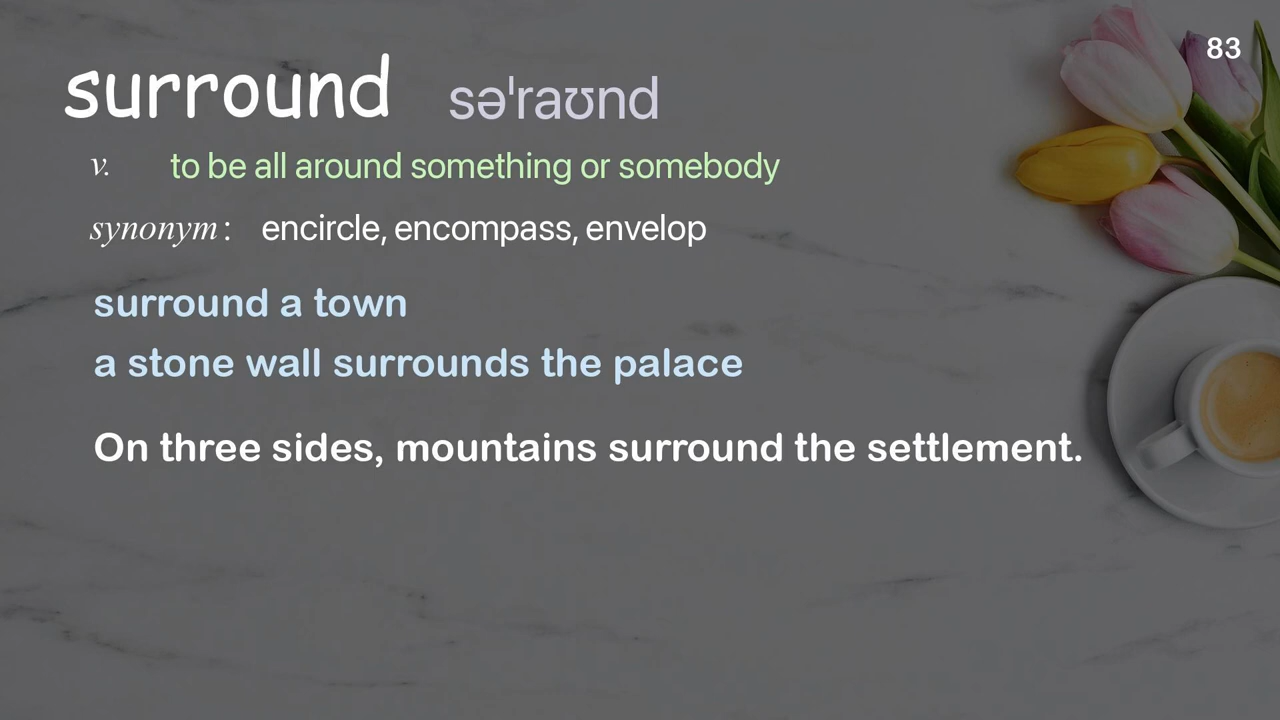 83
surround səˈraʊnd
v. to be all around something or somebody
synonym: encircle, encompass, envelop
surround a town
a stone wall surrounds the palace
On three sides, mountains surround the settlement.